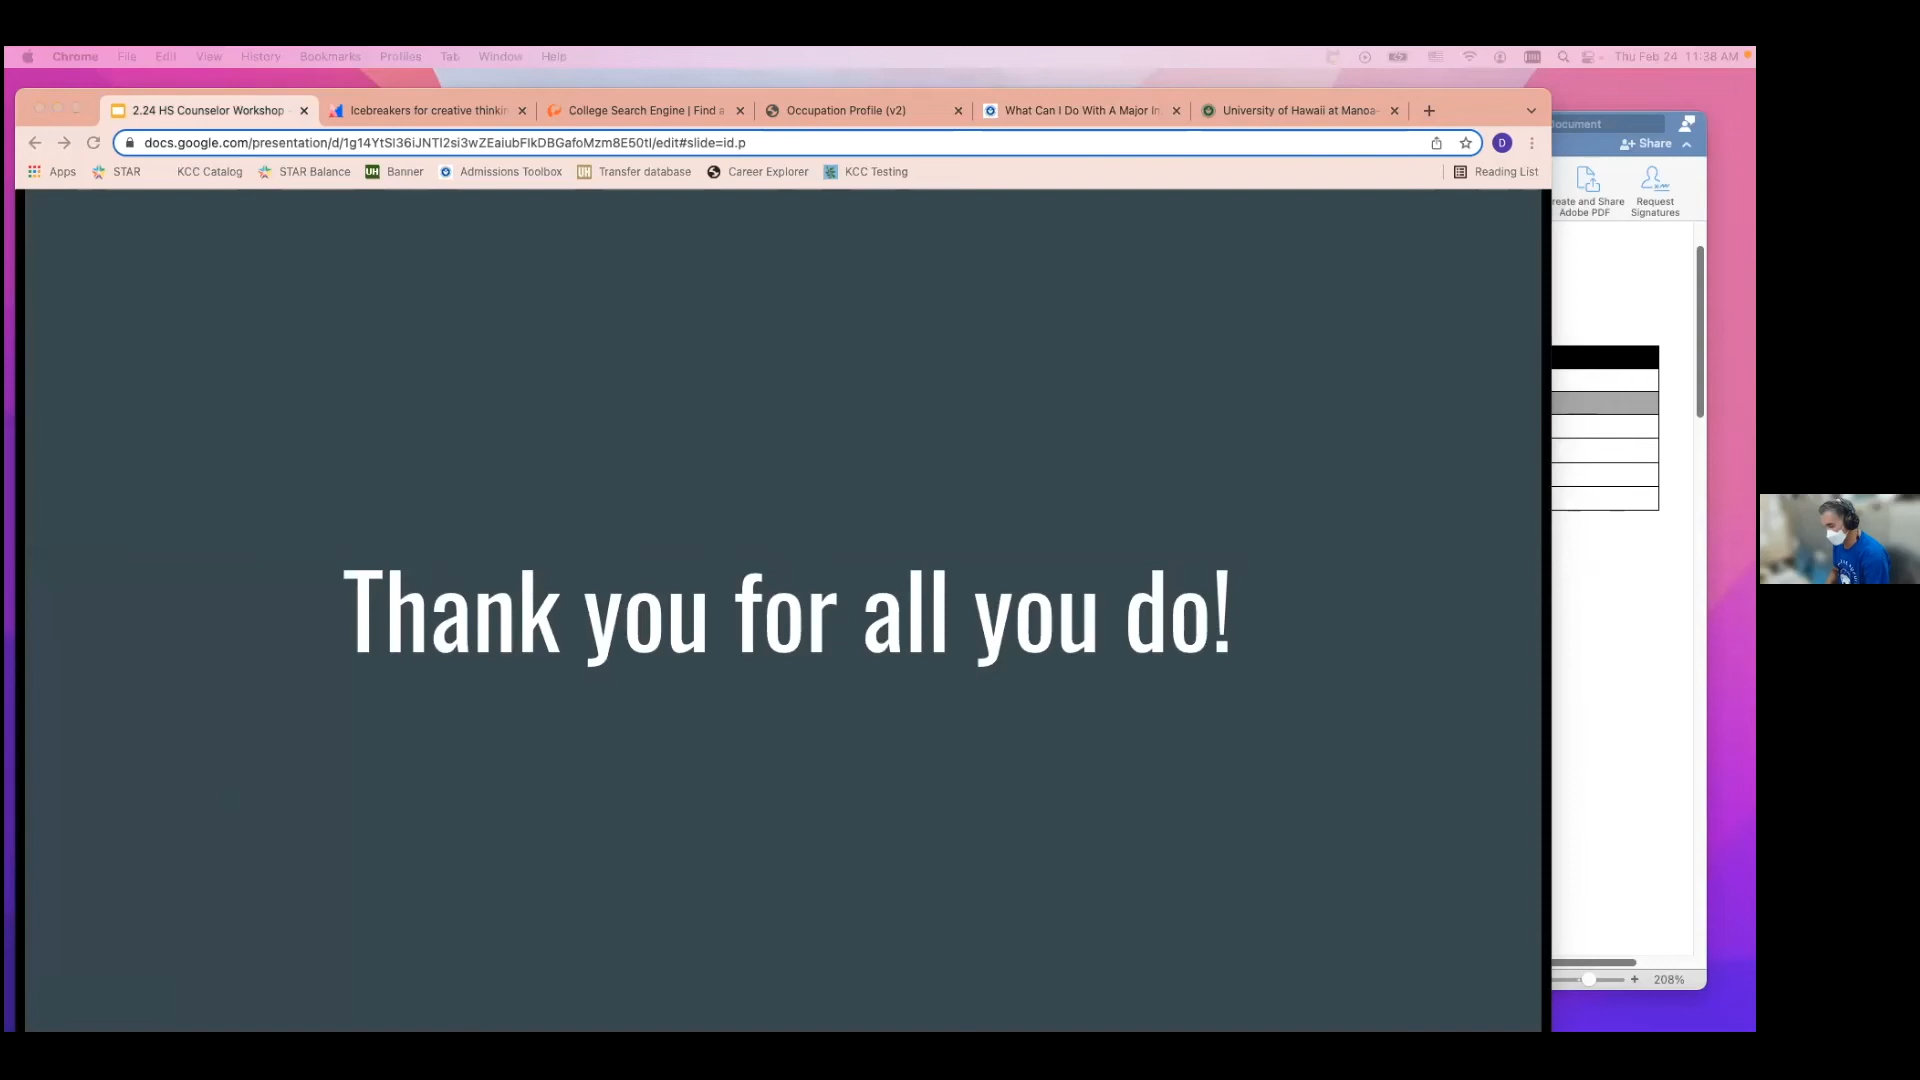 Chrome File Edit View History Bookmarks Profiles Tab Window Help Thu Feb 24 11:38 AM
2.24 HS Counselor Workshop - Icebreakers for creative thinkin College Search Engine | Find a Occupation Profile (v2) What Can I Do With A Major In University of Hawaii at Manoa-
docs.google.com/presentation/d/1g14YtSl36iJNTl2si3wZEaiubFlkDBGafoMzm8E50tI/edit#slide=id.p
Apps STAR KCC Catalog STAR Balance UH Banner Admissions Toolbox Transfer database Career Explorer KCC Testing Reading List
ocument
Share
reate and Share
Adobe PDF
Request
Signatures
Thank you for all you do!
208%